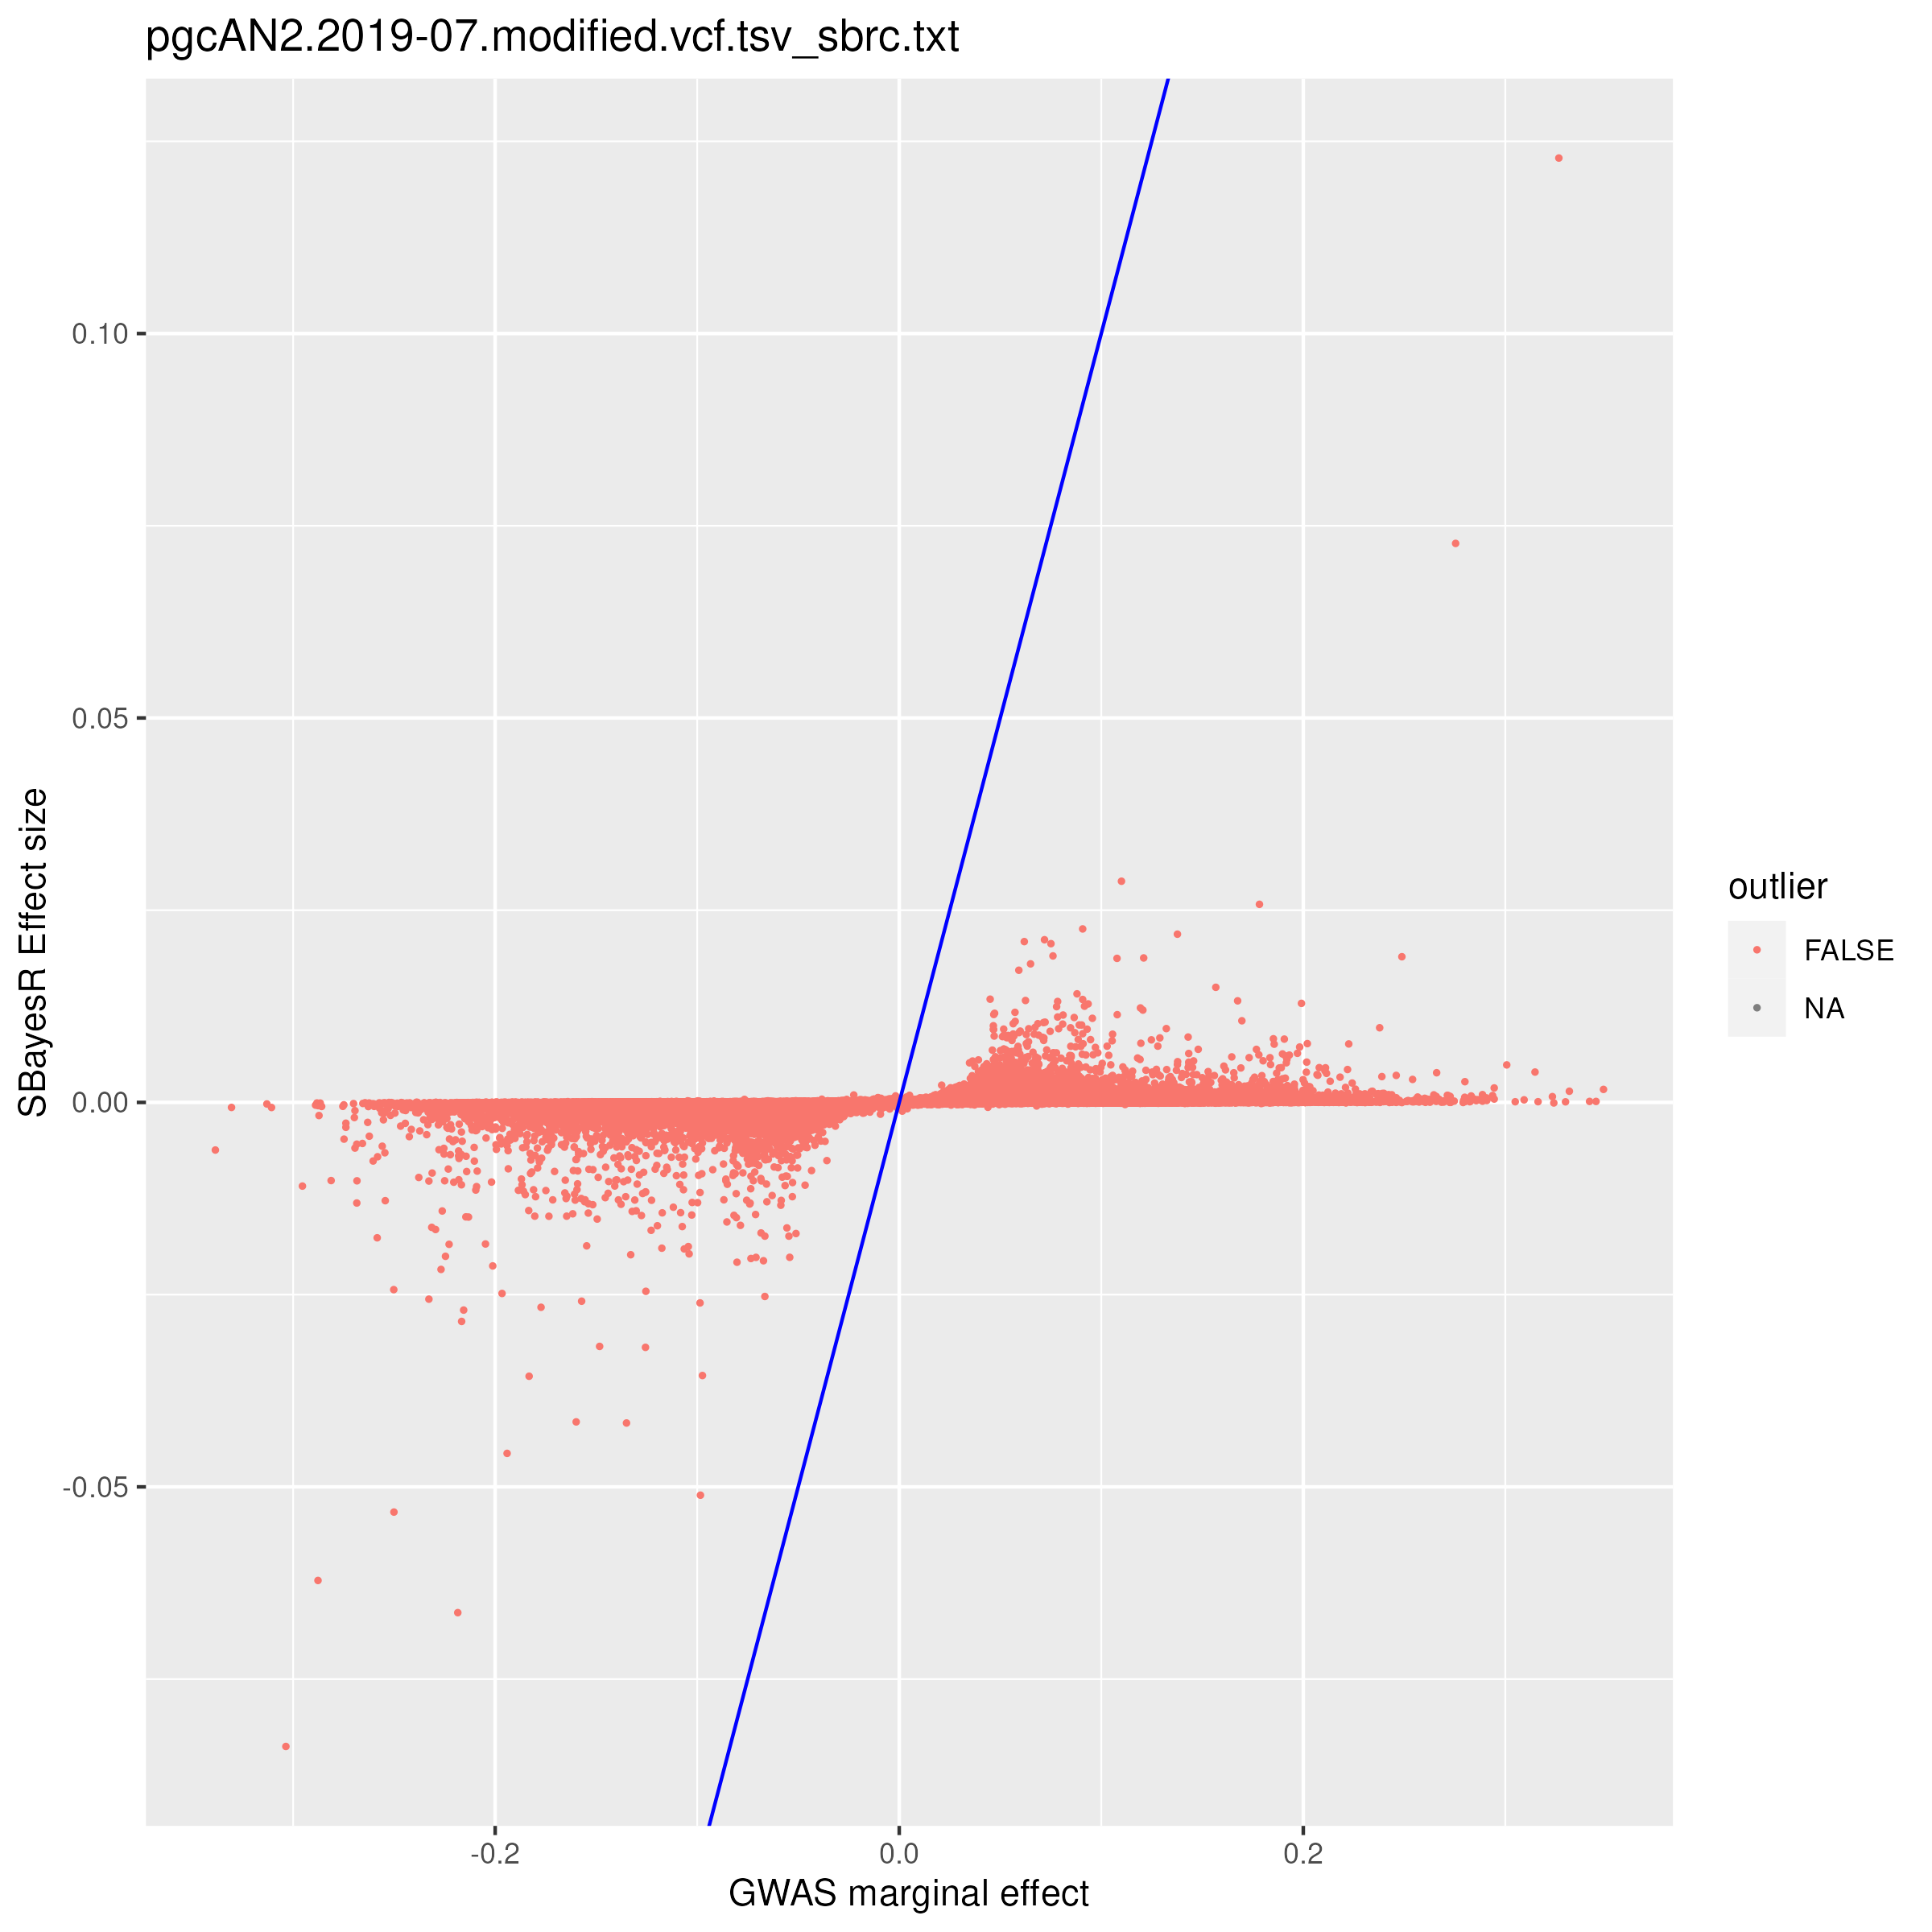 pgcAN2.2019-07.modified.vcf.tsv_sbrc.txt
0.10
0.05
0.00
-0.05
SBayesR Effect size
-0.2
0.0
0.2
GWAS marginal effect
outlier
FALSE
NA